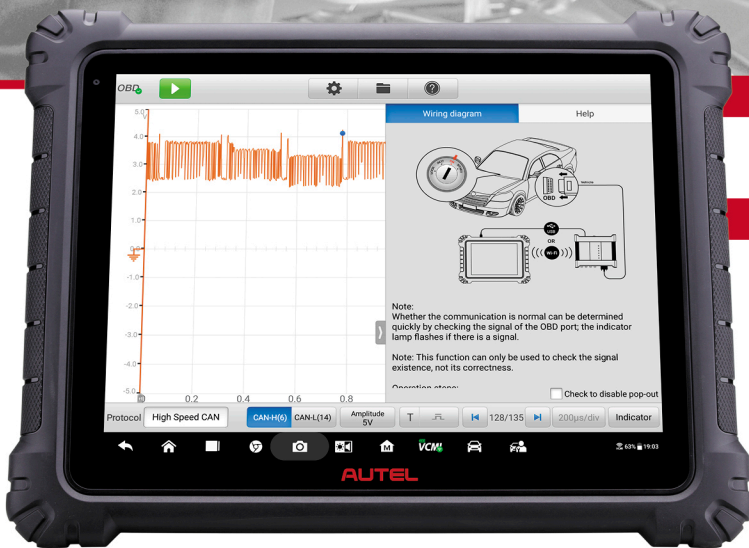 OBD
Wiring diagram
Help
5.0
V
4.0
3.0
2.0
0.0
-1.0
-2.0
-3.0
-4.0
-5.0
0.2
0.4
0.6
0.8
OBD
USB
OR
Wi-Fi
Note:
Whether the communication is normal can be determined
quickly by checking the signal of the OBD port; the indicator
lamp flashes if there is a signal.
Note: This function can only be used to check the signal
existence, not its correctness.
Operation steps:
Check to disable pop-out
Protocol High Speed CAN CAN-H(6) CAN-L(14) Amplitude 5V T 128/135 200µs/div Indicator
M VCMI 63% 19:03
AUTEL